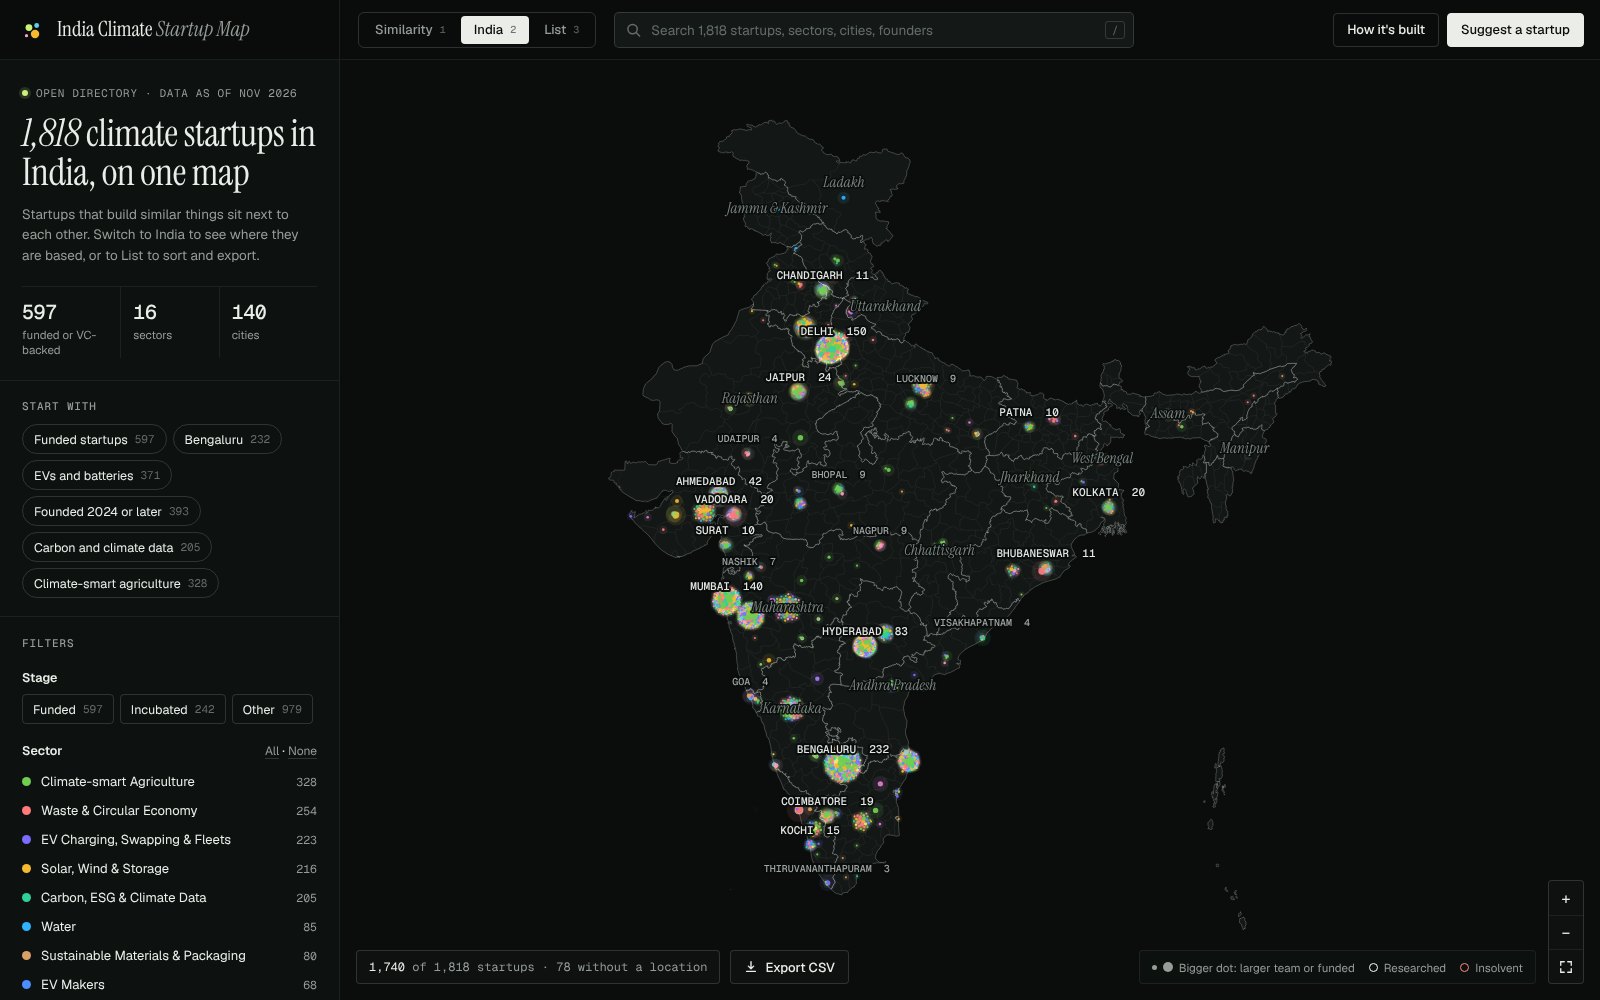 India Climate Startup Map
Similarity 1
India 2
List 3
Search 1,818 startups, sectors, cities, founders
/
How it's built
Suggest a startup
OPEN DIRECTORY · DATA AS OF NOV 2026
1,818 climate startups in
India, on one map
Startups that build similar things sit next to
each other. Switch to India to see where they
are based, or to List to sort and export.
597
funded or VC-
backed
16
sectors
140
cities
START WITH
Funded startups 597
Bengaluru 232
EVs and batteries 371
Founded 2024 or later 393
Carbon and climate data 205
Climate-smart agriculture 328
FILTERS
Stage
Funded 597
Incubated 242
Other 979
Sector
All · None
Climate-smart Agriculture 328
Waste & Circular Economy 254
EV Charging, Swapping & Fleets 223
Solar, Wind & Storage 216
Carbon, ESG & Climate Data 205
Water 85
Sustainable Materials & Packaging 80
EV Makers 68
Ladakh
Jammu & Kashmir
CHANDIGARH 11
Uttarakhand
DELHI 150
JAIPUR 24
LUCKNOW 9
Rajasthan
PATNA 10
Assam
UDAIPUR 4
Manipur
West Bengal
BHOPAL 9
Jharkhand
AHMEDABAD 42
KOLKATA 20
VADODARA 20
SURAT 10
NAGPUR 9
Chhattisgarh
BHUBANESWAR 11
NASHIK 7
MUMBAI 140
Maharashtra
VISAKHAPATNAM 4
HYDERABAD 83
GOA 4
Andhra Pradesh
Karnataka
BENGALURU 232
COIMBATORE 19
KOCHI 15
THIRUVANANTHAPURAM 3
+
−
1,740 of 1,818 startups · 78 without a location
Export CSV
Bigger dot: larger team or funded
Researched
Insolvent